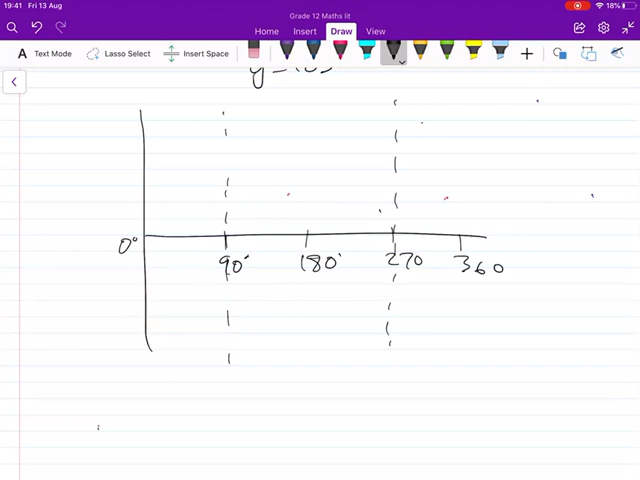 19:41 Fri 13 Aug
Grade 12 Maths lit
18%
Home Insert Draw View
A Text Mode Lasso Select Insert Space
0°
90° 180° 270 360